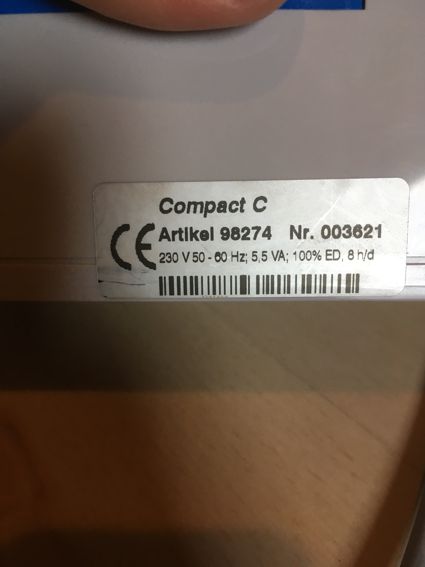 Compact C
CE Artikel 98274 Nr. 003621
230 V 50 - 60 Hz; 5,5 VA; 100% ED, 8 h/d